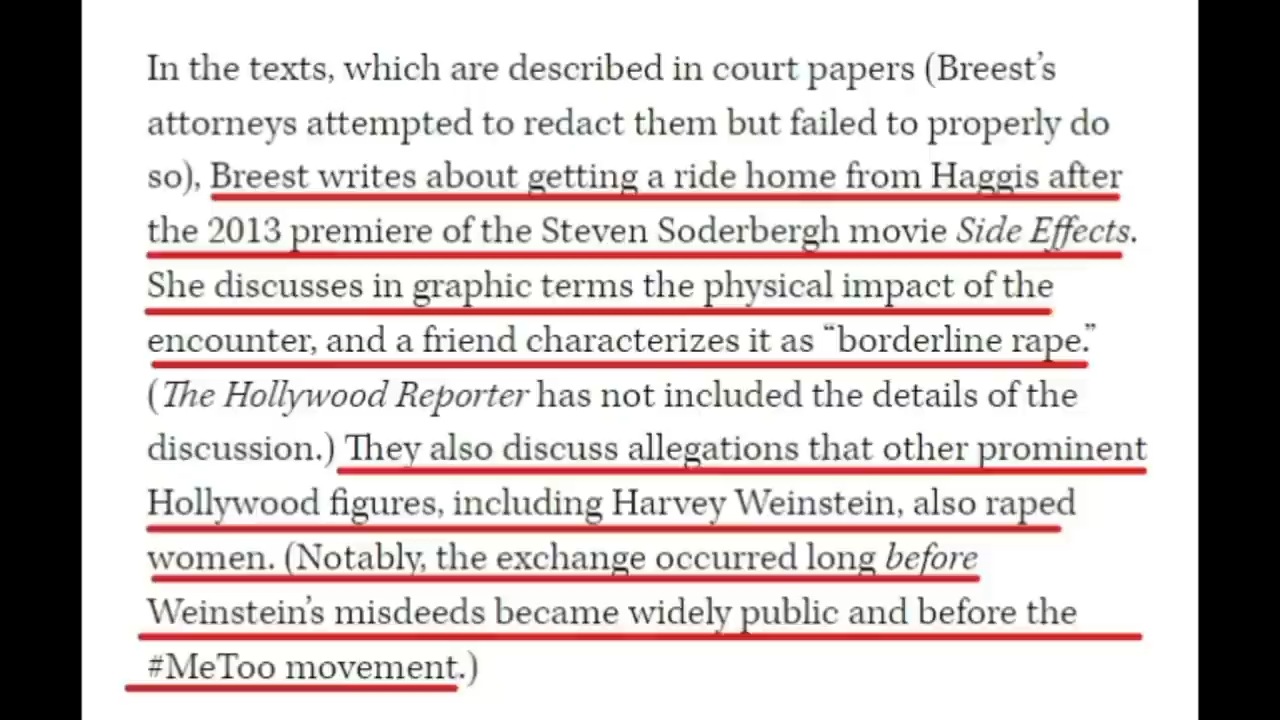 In the texts, which are described in court papers (Breest’s
attorneys attempted to redact them but failed to properly do
so), Breest writes about getting a ride home from Haggis after
the 2013 premiere of the Steven Soderbergh movie Side Effects.
She discusses in graphic terms the physical impact of the
encounter, and a friend characterizes it as “borderline rape.”
(The Hollywood Reporter has not included the details of the
discussion.) They also discuss allegations that other prominent
Hollywood figures, including Harvey Weinstein, also raped
women. (Notably, the exchange occurred long before
Weinstein’s misdeeds became widely public and before the
#MeToo movement.)